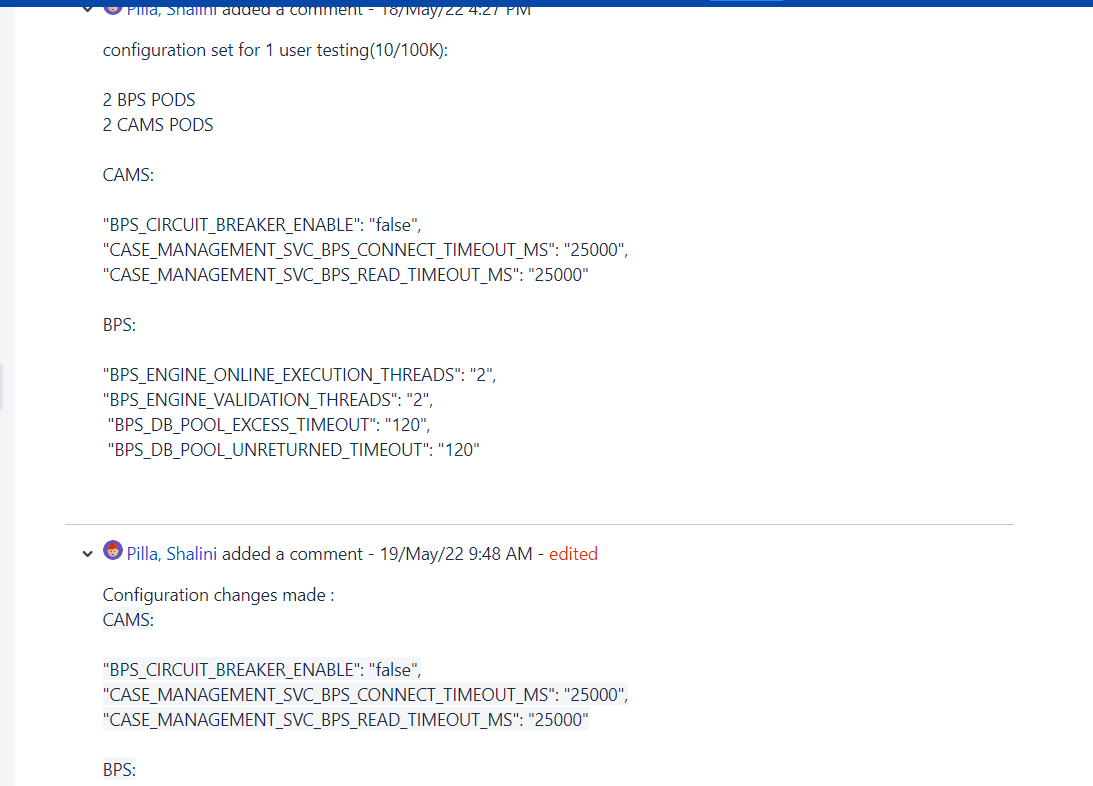 Pilla, Shalini added a comment - 18/May/22 4:27 PM
configuration set for 1 user testing(10/100K):
2 BPS PODS
2 CAMS PODS
CAMS:
"BPS_CIRCUIT_BREAKER_ENABLE": "false",
"CASE_MANAGEMENT_SVC_BPS_CONNECT_TIMEOUT_MS": "25000",
"CASE_MANAGEMENT_SVC_BPS_READ_TIMEOUT_MS": "25000"
BPS:
"BPS_ENGINE_ONLINE_EXECUTION_THREADS": "2",
"BPS_ENGINE_VALIDATION_THREADS": "2",
"BPS_DB_POOL_EXCESS_TIMEOUT": "120",
"BPS_DB_POOL_UNRETURNED_TIMEOUT": "120"
Pilla, Shalini added a comment - 19/May/22 9:48 AM - edited
Configuration changes made :
CAMS:
"BPS_CIRCUIT_BREAKER_ENABLE": "false",
"CASE_MANAGEMENT_SVC_BPS_CONNECT_TIMEOUT_MS": "25000",
"CASE_MANAGEMENT_SVC_BPS_READ_TIMEOUT_MS": "25000"
BPS: